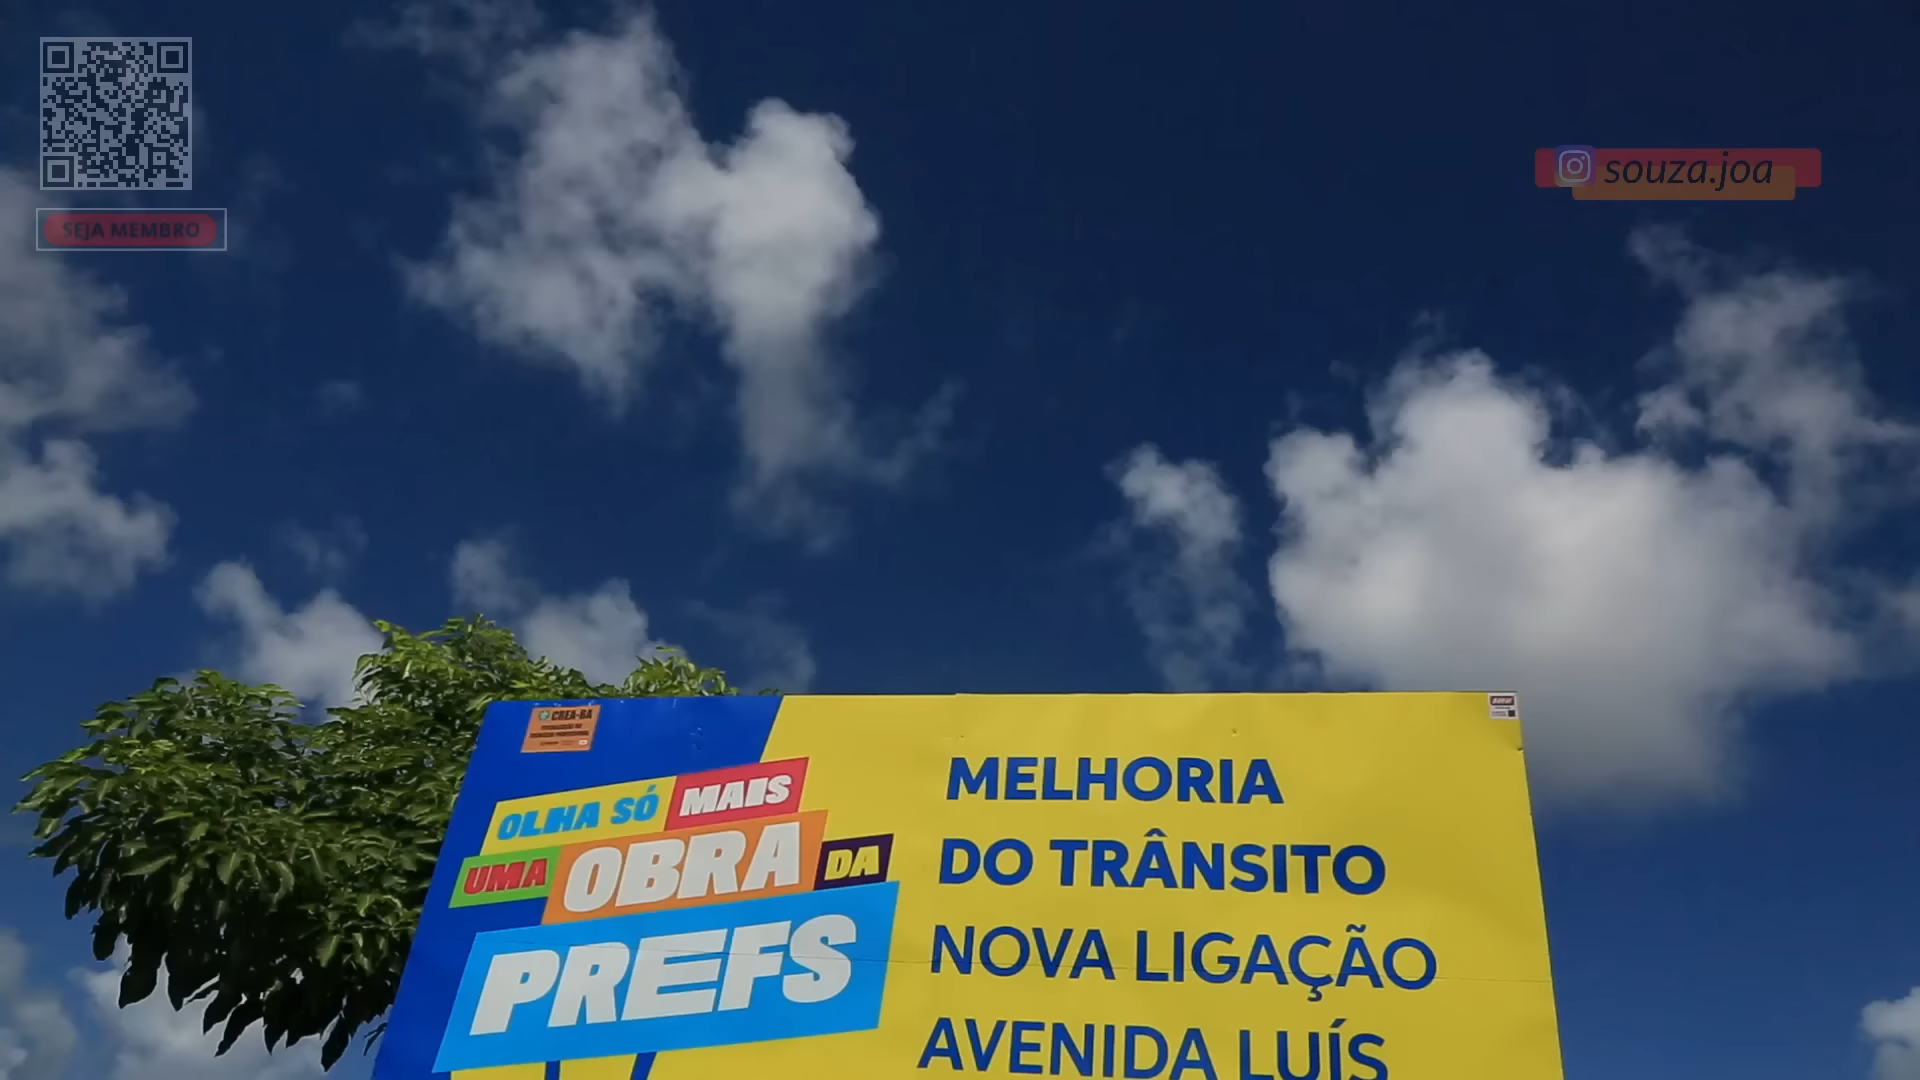 SEJA MEMBRO
souza.joa
CREA-BA
OLHA SÓ MAIS
UMA OBRA DA
PREFS
MELHORIA
DO TRÂNSITO
NOVA LIGAÇÃO
AVENIDA LUÍS